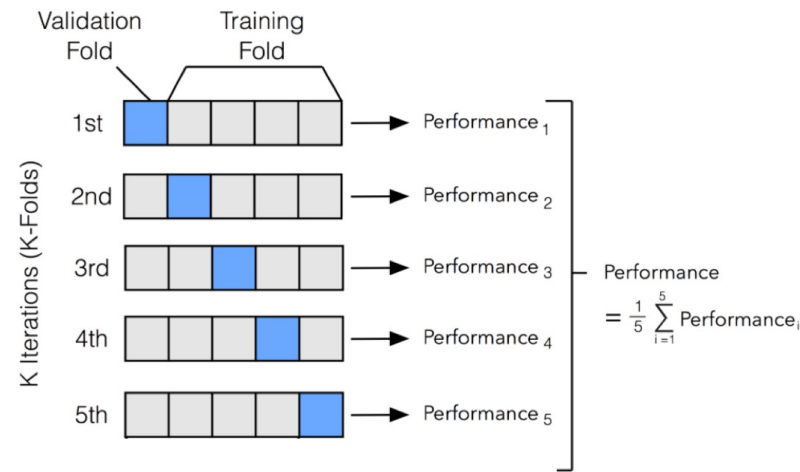 Validation
Fold
Training
Fold
K Iterations (K-Folds)
1st
Performance 1
2nd
Performance 2
3rd
Performance 3
4th
Performance 4
5th
Performance 5
Performance
= 1/5 5 ∑ i=1 Performance i